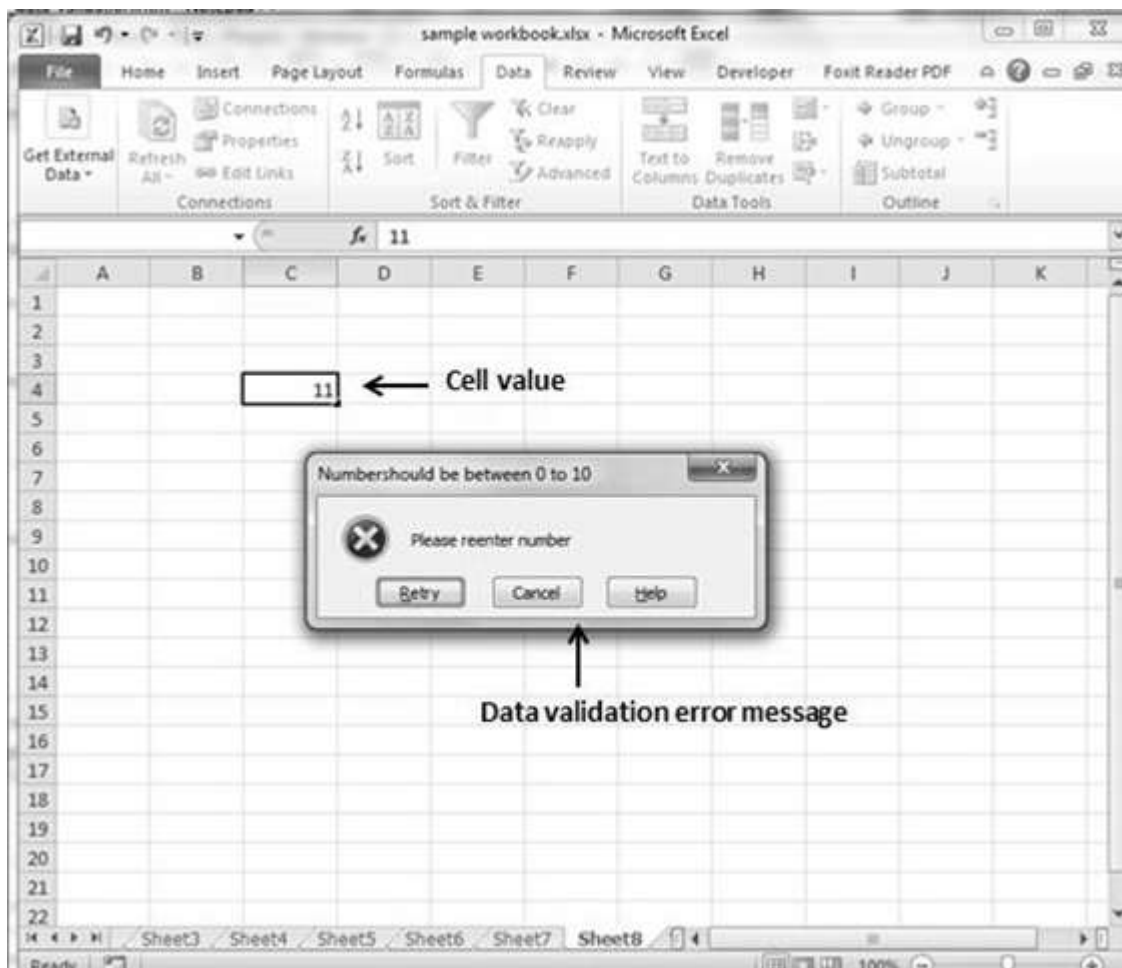 sample workbook.xlsx - Microsoft Excel
File Home Insert Page Layout Formulas Data Review View Developer Foxit Reader PDF
Get External Data
Refresh All
Connections
Properties
Edit Links
Connections
Sort
Filter
Clear
Reapply
Advanced
Sort & Filter
Text to Columns
Remove Duplicates
Data Tools
Group
Ungroup
Subtotal
Outline
fx 11
A B C D E F G H I J K
1
2
3
4 11 Cell value
5
6
7 Numbershould be between 0 to 10
8
9 Please reenter number
10
11 Retry Cancel Help
12
13
14
15 Data validation error message
16
17
18
19
20
21
22
Sheet3 Sheet4 Sheet5 Sheet6 Sheet7 Sheet8
Ready 100%